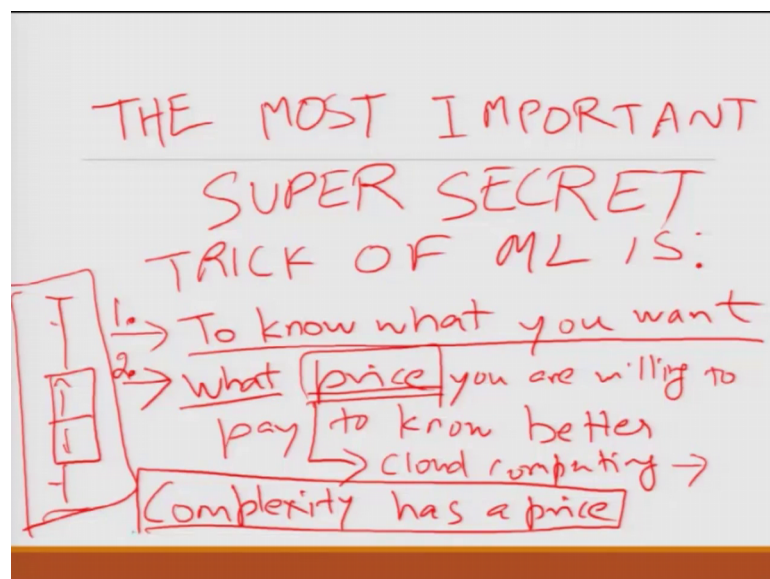 THE MOST IMPORTANT
SUPER SECRET
TRICK OF ML IS:
1. → To know what you want
2. → What price you are willing to
pay to know better
→ cloud computing →
Complexity has a price